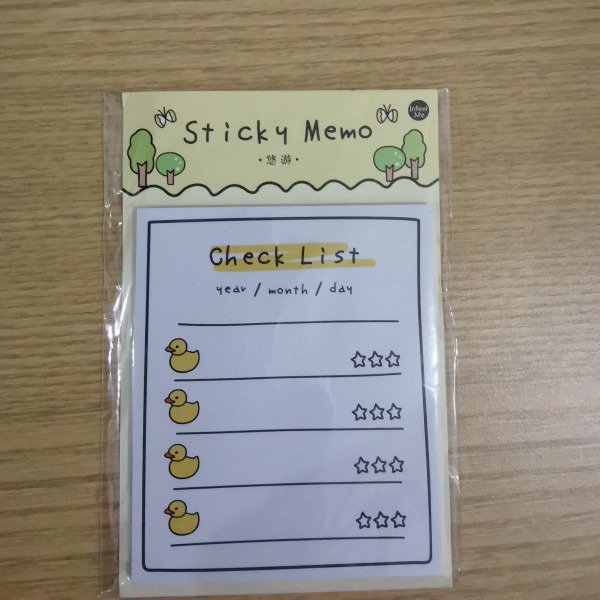 Infeel
Me
Sticky Memo
•悠游•
Check List
year / month / day